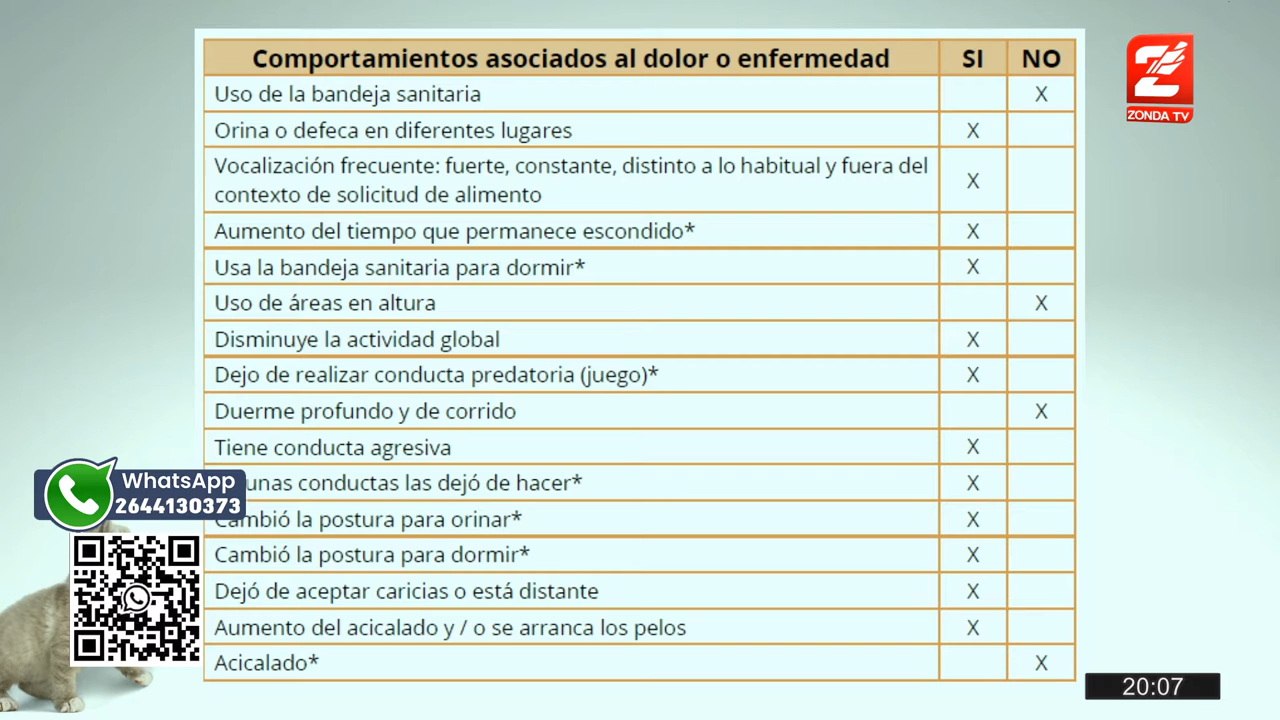 Comportamientos asociados al dolor o enfermedad SI NO
Uso de la bandeja sanitaria X
Orina o defeca en diferentes lugares X
Vocalización frecuente: fuerte, constante, distinto a lo habitual y fuera del
contexto de solicitud de alimento X
Aumento del tiempo que permanece escondido* X
Usa la bandeja sanitaria para dormir* X
Uso de áreas en altura X
Disminuye la actividad global X
Dejo de realizar conducta predatoria (juego)* X
Duerme profundo y de corrido X
Tiene conducta agresiva X
conductas las dejó de hacer* X
Cambió la postura para orinar* X
Cambió la postura para dormir* X
Dejó de aceptar caricias o está distante X
Aumento del acicalado y / o se arranca los pelos X
Acicalado* X
Z
ZONDA TV
WhatsApp
2644130373
20:07